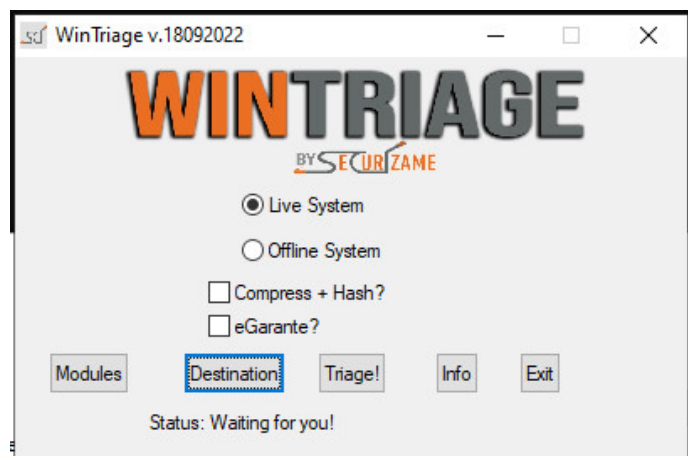 WinTriage v.18092022
WINTRIAGE
BY SECURIZAME
Live System
Offline System
Compress + Hash?
eGarante?
Modules Destination Triage! Info Exit
Status: Waiting for you!